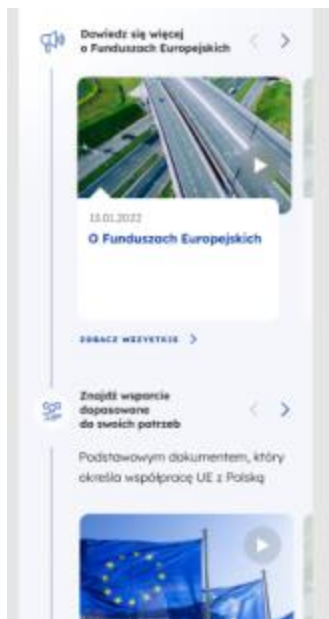 Dowiedz się więcej
o Funduszach Europejskich
13.01.2022
O Funduszach Europejskich
ZOBACZ WSZYSTKIE
Znajdź wsparcie
dopasowane
do swoich potrzeb
Podstawowym dokumentem, który
określa współpracę UE z Polską